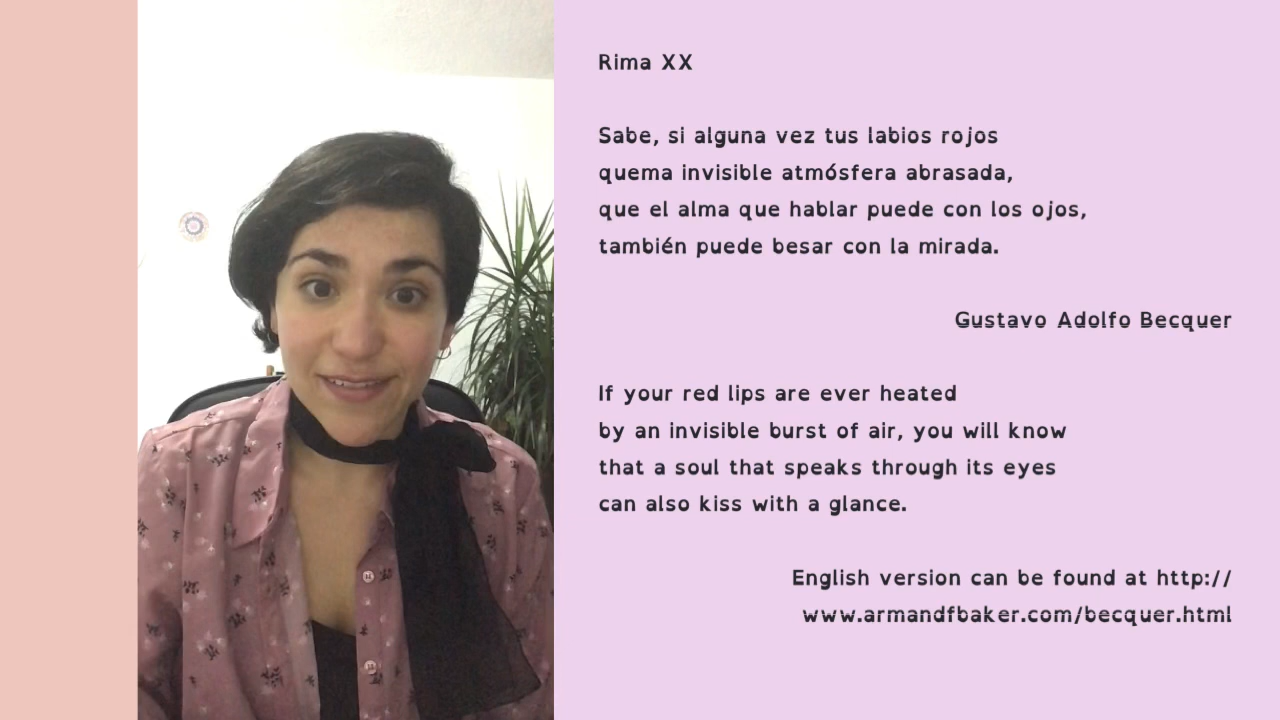 Rima XX
Sabe, si alguna vez tus labios rojos
quema invisible atmósfera abrasada,
que el alma que hablar puede con los ojos,
también puede besar con la mirada.
Gustavo Adolfo Becquer
If your red lips are ever heated
by an invisible burst of air, you will know
that a soul that speaks through its eyes
can also kiss with a glance.
English version can be found at http://
www.armandfbaker.com/becquer.html